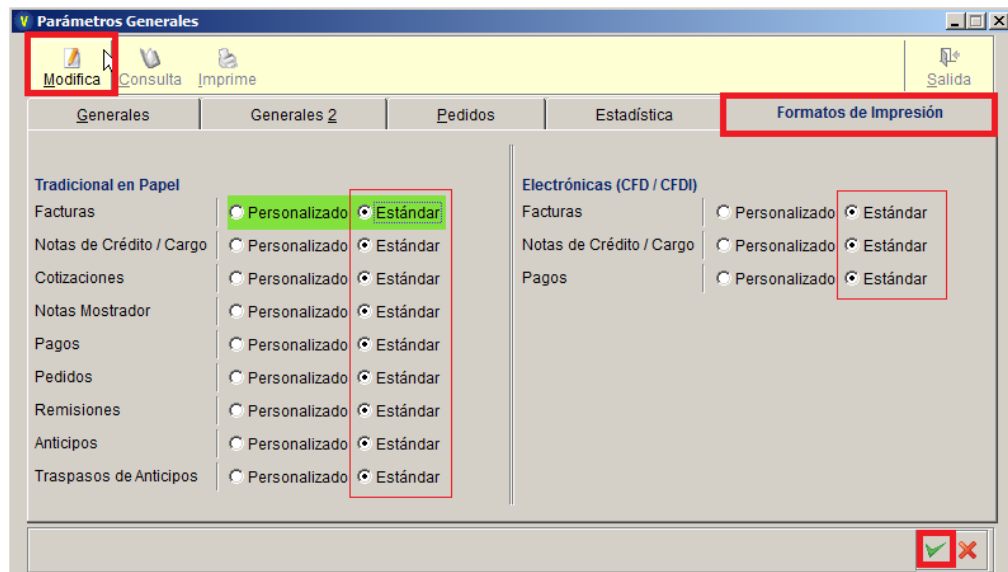 V Parámetros Generales
Modifica Consulta Imprime Salida
Generales Generales 2 Pedidos Estadística Formatos de Impresión
Tradicional en Papel
Facturas Personalizado Estándar
Notas de Crédito / Cargo Personalizado Estándar
Cotizaciones Personalizado Estándar
Notas Mostrador Personalizado Estándar
Pagos Personalizado Estándar
Pedidos Personalizado Estándar
Remisiones Personalizado Estándar
Anticipos Personalizado Estándar
Traspasos de Anticipos Personalizado Estándar
Electrónicas (CFD / CFDI)
Facturas Personalizado Estándar
Notas de Crédito / Cargo Personalizado Estándar
Pagos Personalizado Estándar